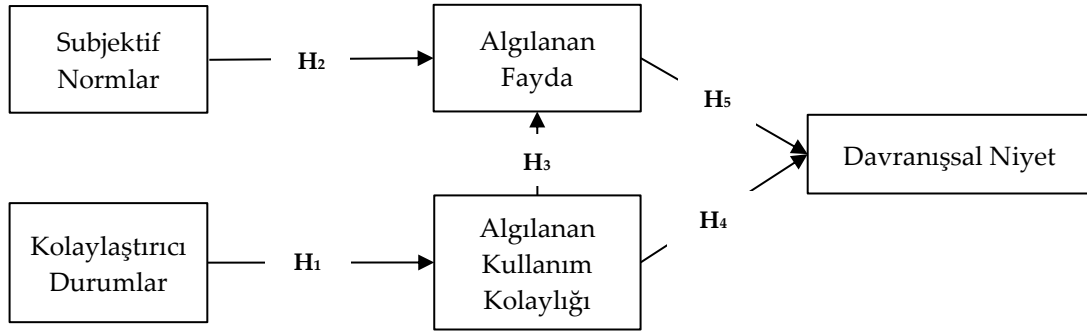 Subjektif
Normlar
H₂
Algılanan
Fayda
H₅
Davranışsal Niyet
H₃
Kolaylaştırıcı
Durumlar
H₁
Algılanan
Kullanım
Kolaylığı
H₄